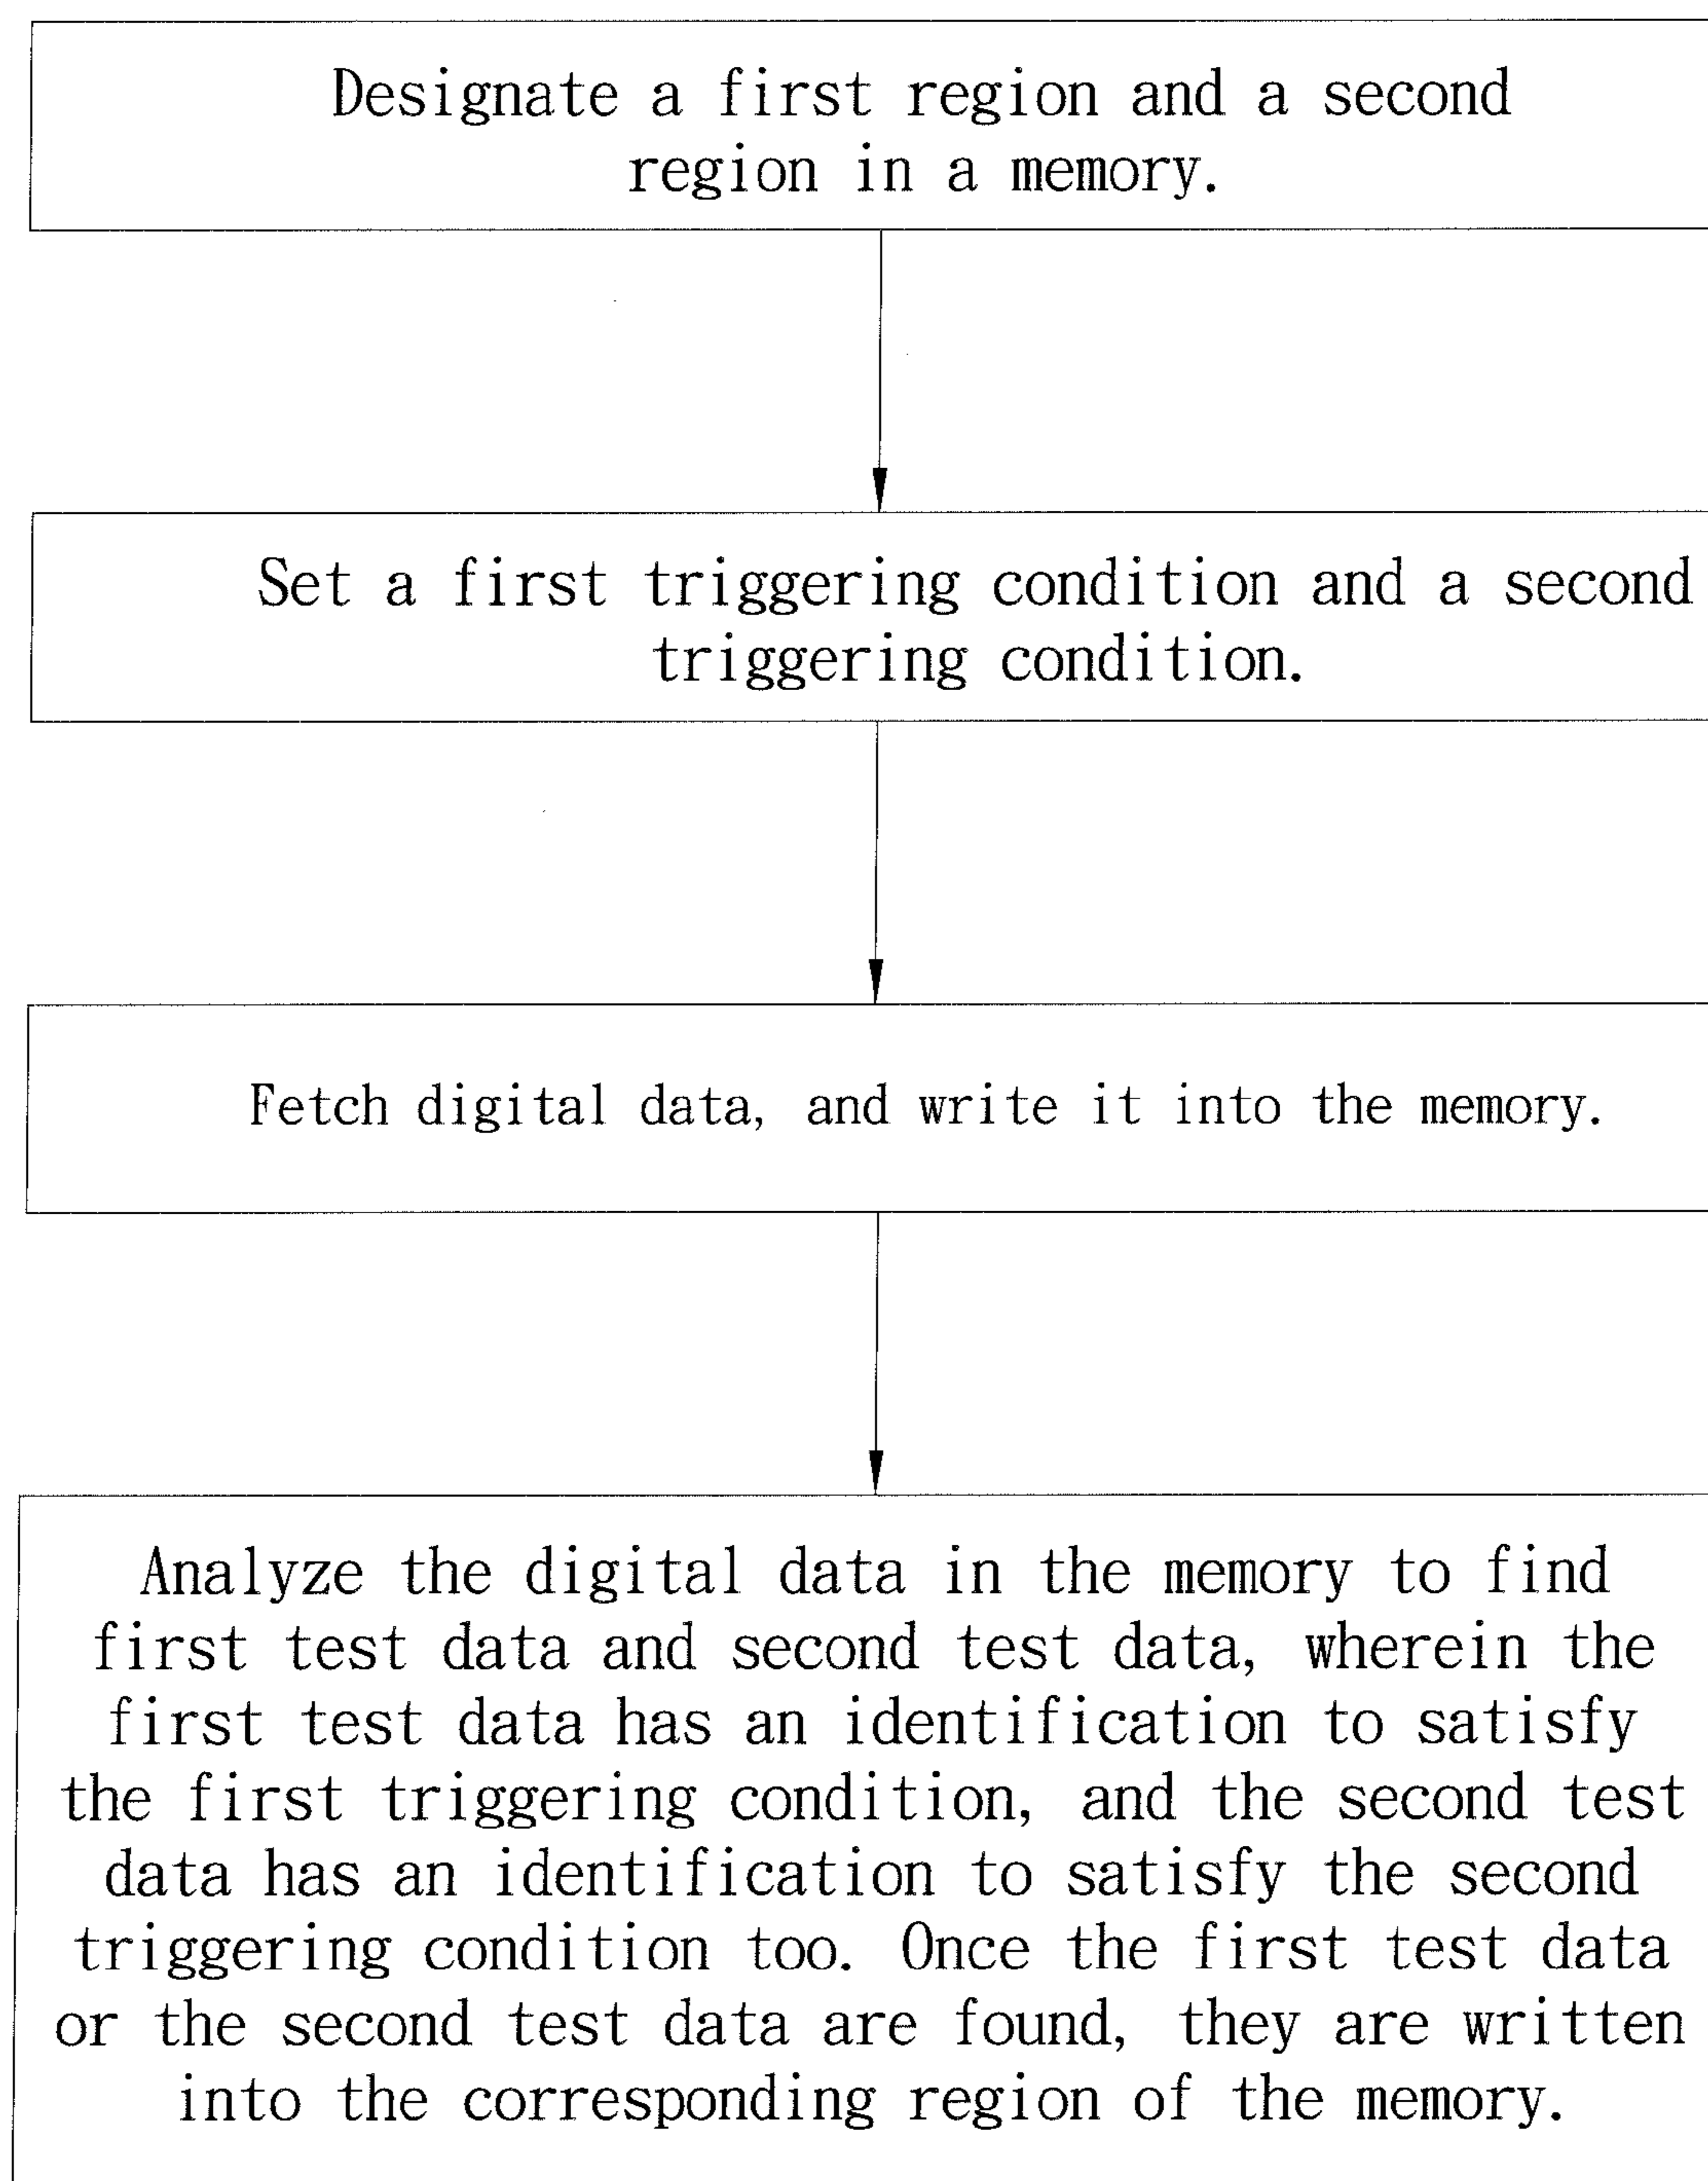 Designate a first region and a second
region in a memory.
Set a first triggering condition and a second
triggering condition.
Fetch digital data, and write it into the memory.
Analyze the digital data in the memory to find
first test data and second test data, wherein the
first test data has an identification to satisfy
the first triggering condition, and the second test
data has an identification to satisfy the second
triggering condition too. Once the first test data
or the second test data are found, they are written
into the corresponding region of the memory.